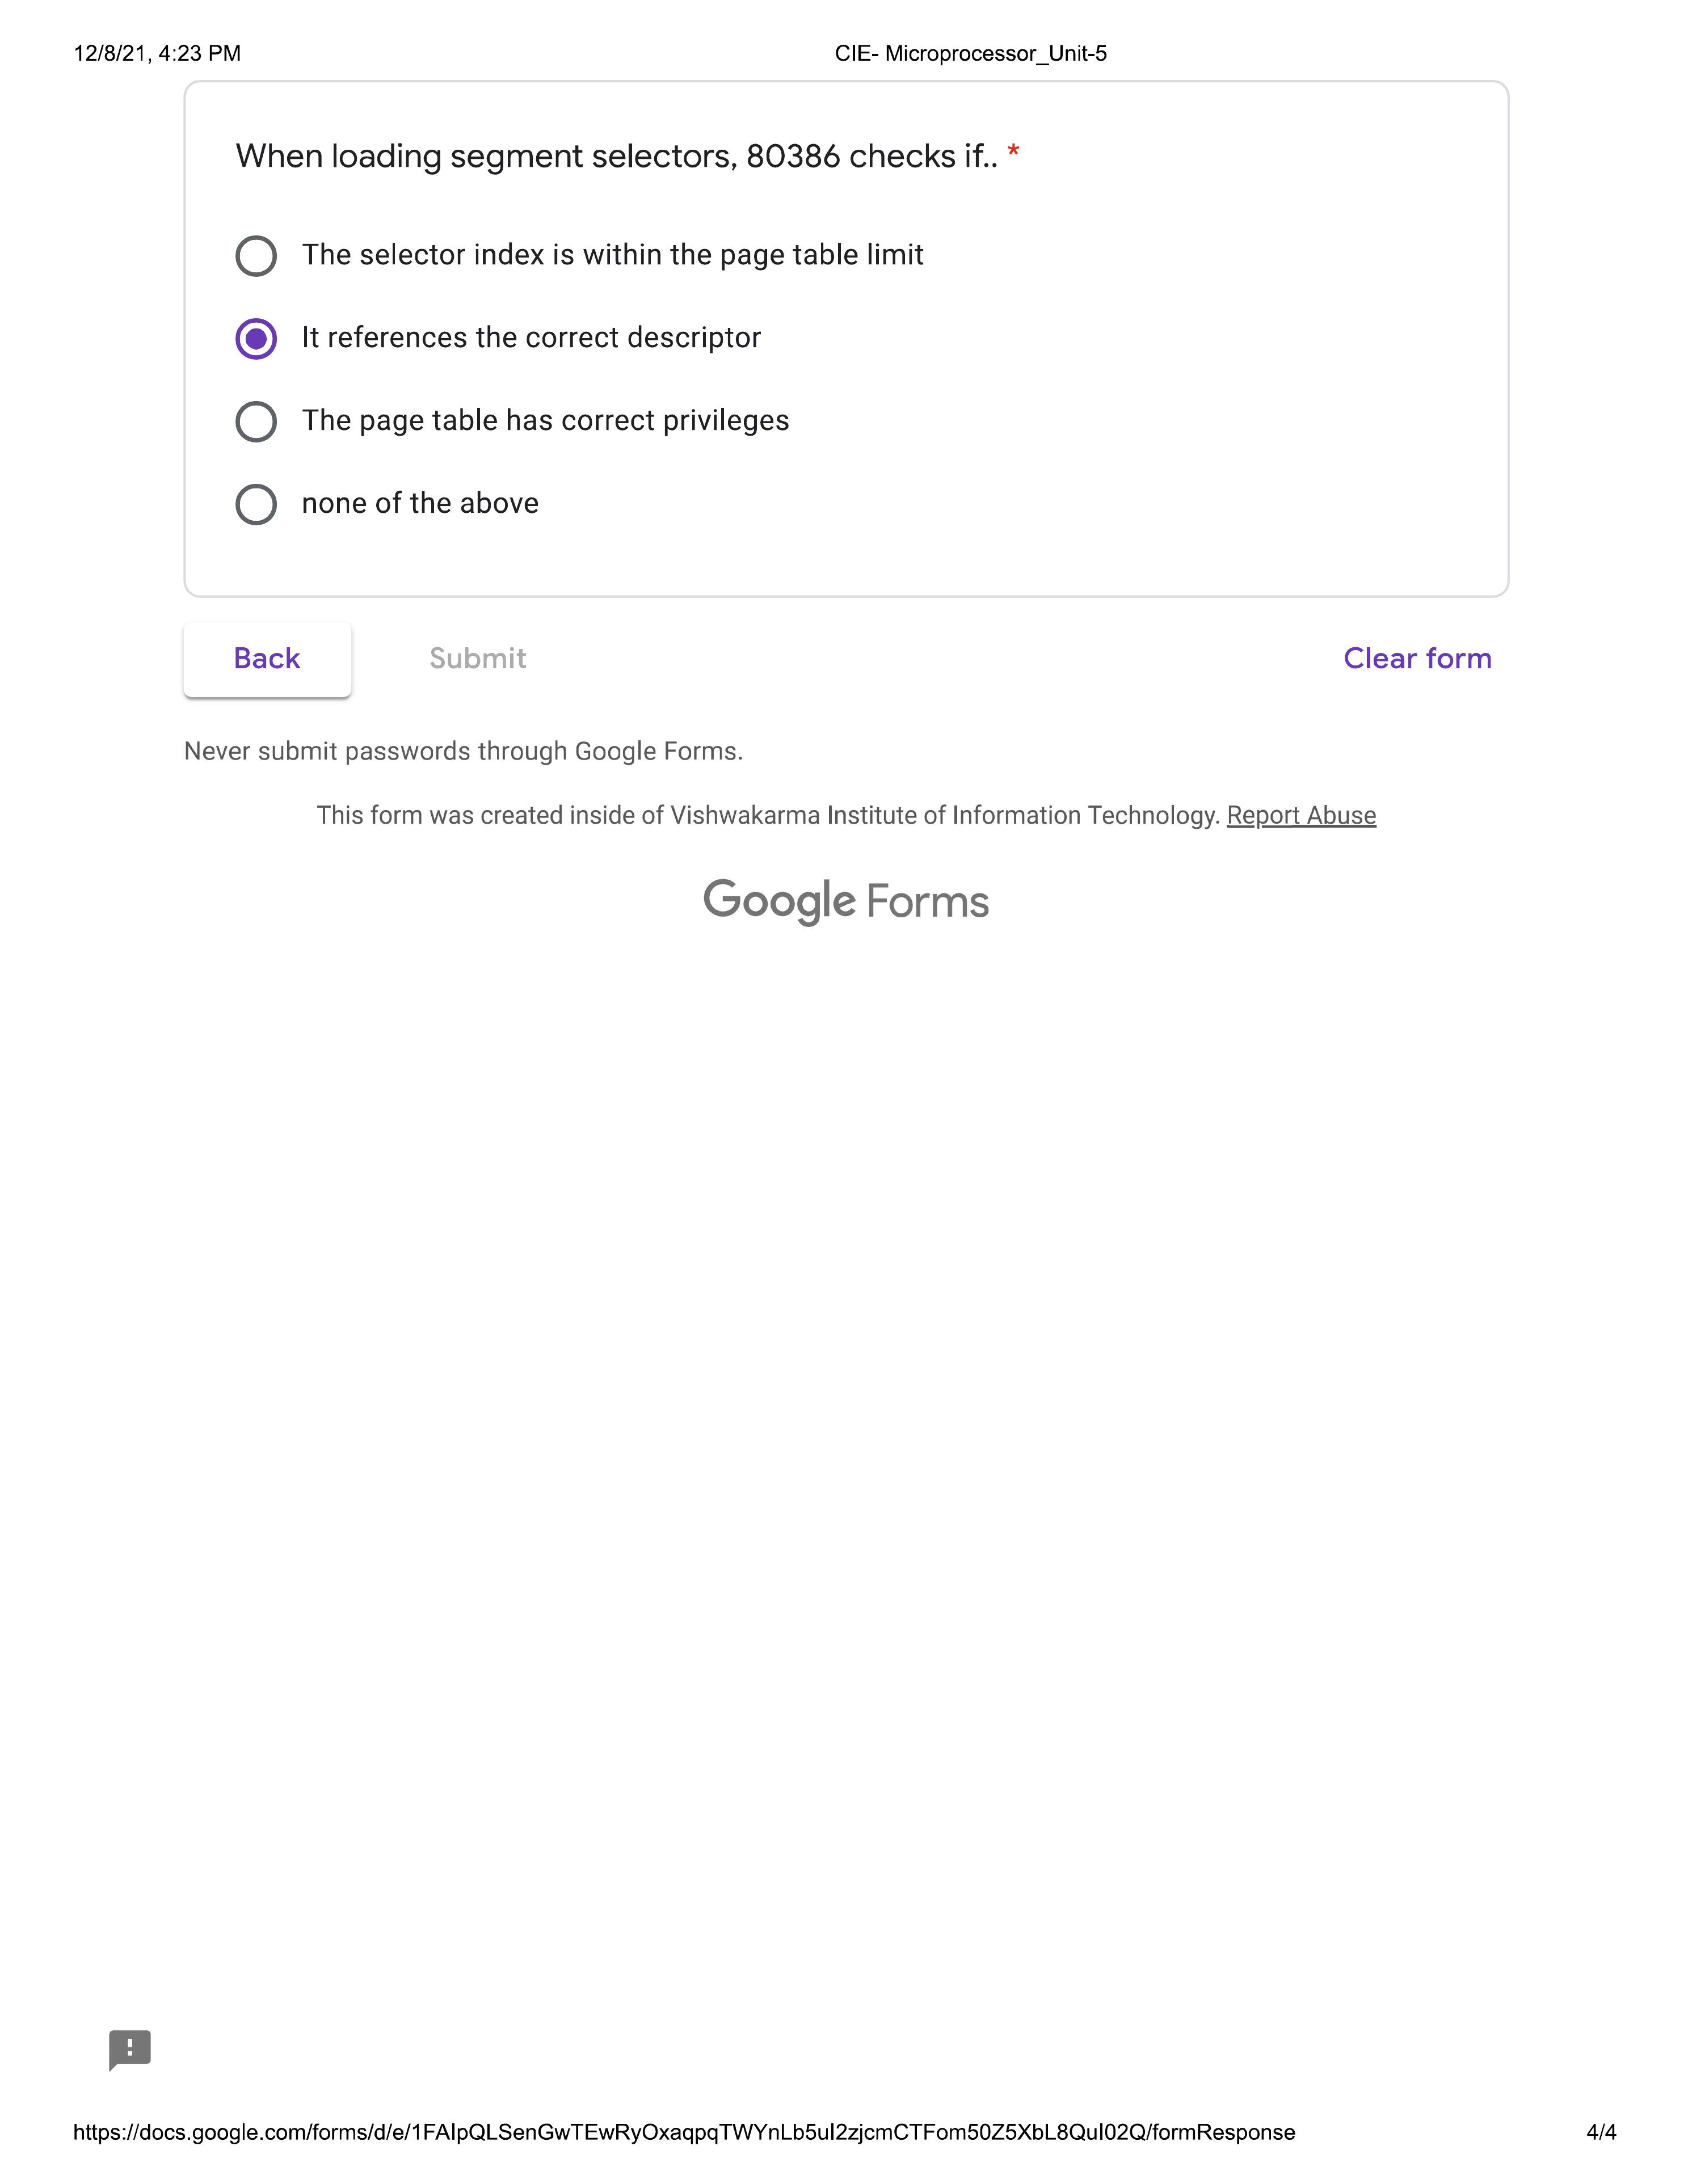 12/8/21, 4:23 PM CIE- Microprocessor_Unit-5
When loading segment selectors, 80386 checks if.. *
The selector index is within the page table limit
It references the correct descriptor
The page table has correct privileges
none of the above
Back Submit Clear form
Never submit passwords through Google Forms.
This form was created inside of Vishwakarma Institute of Information Technology. Report Abuse
Google Forms
https://docs.google.com/forms/d/e/1FAIpQLSenGwTEwRyOxaqpqTWYnLb5uI2zjcmCTFom50Z5XbL8QuI02Q/formResponse 4/4